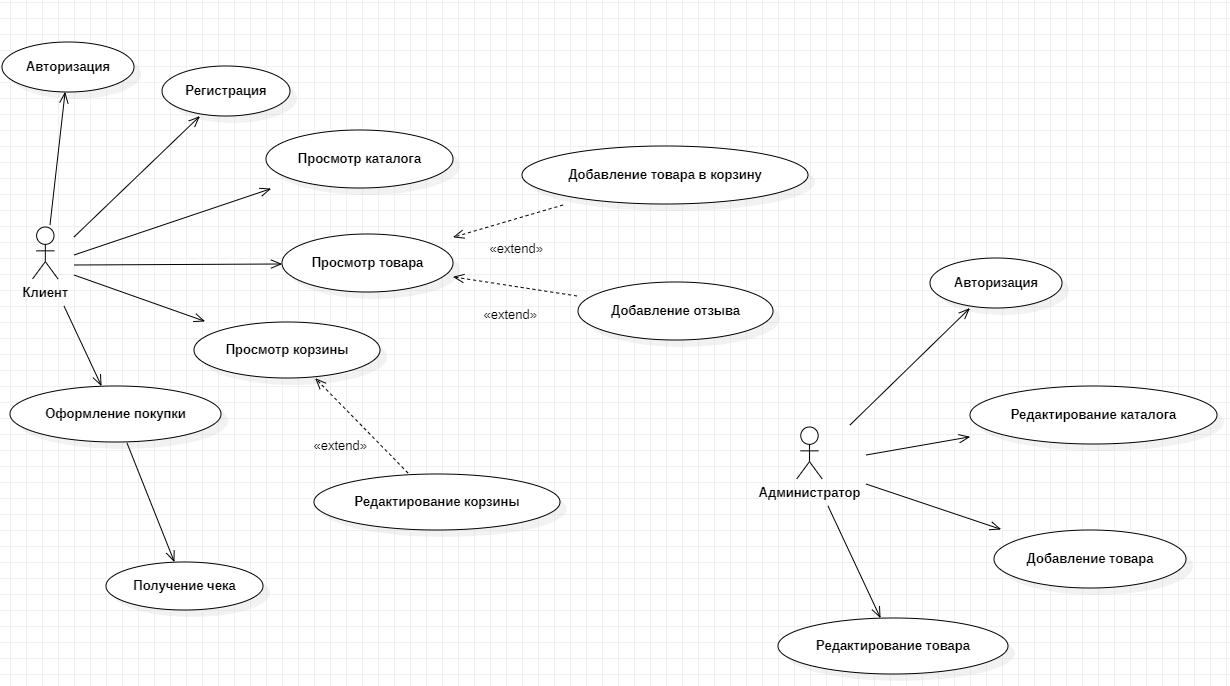 Авторизация
Регистрация
Просмотр каталога
Добавление товара в корзину
«extend»
Просмотр товара
Добавление отзыва
«extend»
Клиент
Просмотр корзины
Оформление покупки
«extend»
Редактирование корзины
Получение чека
Авторизация
Редактирование каталога
Администратор
Добавление товара
Редактирование товара